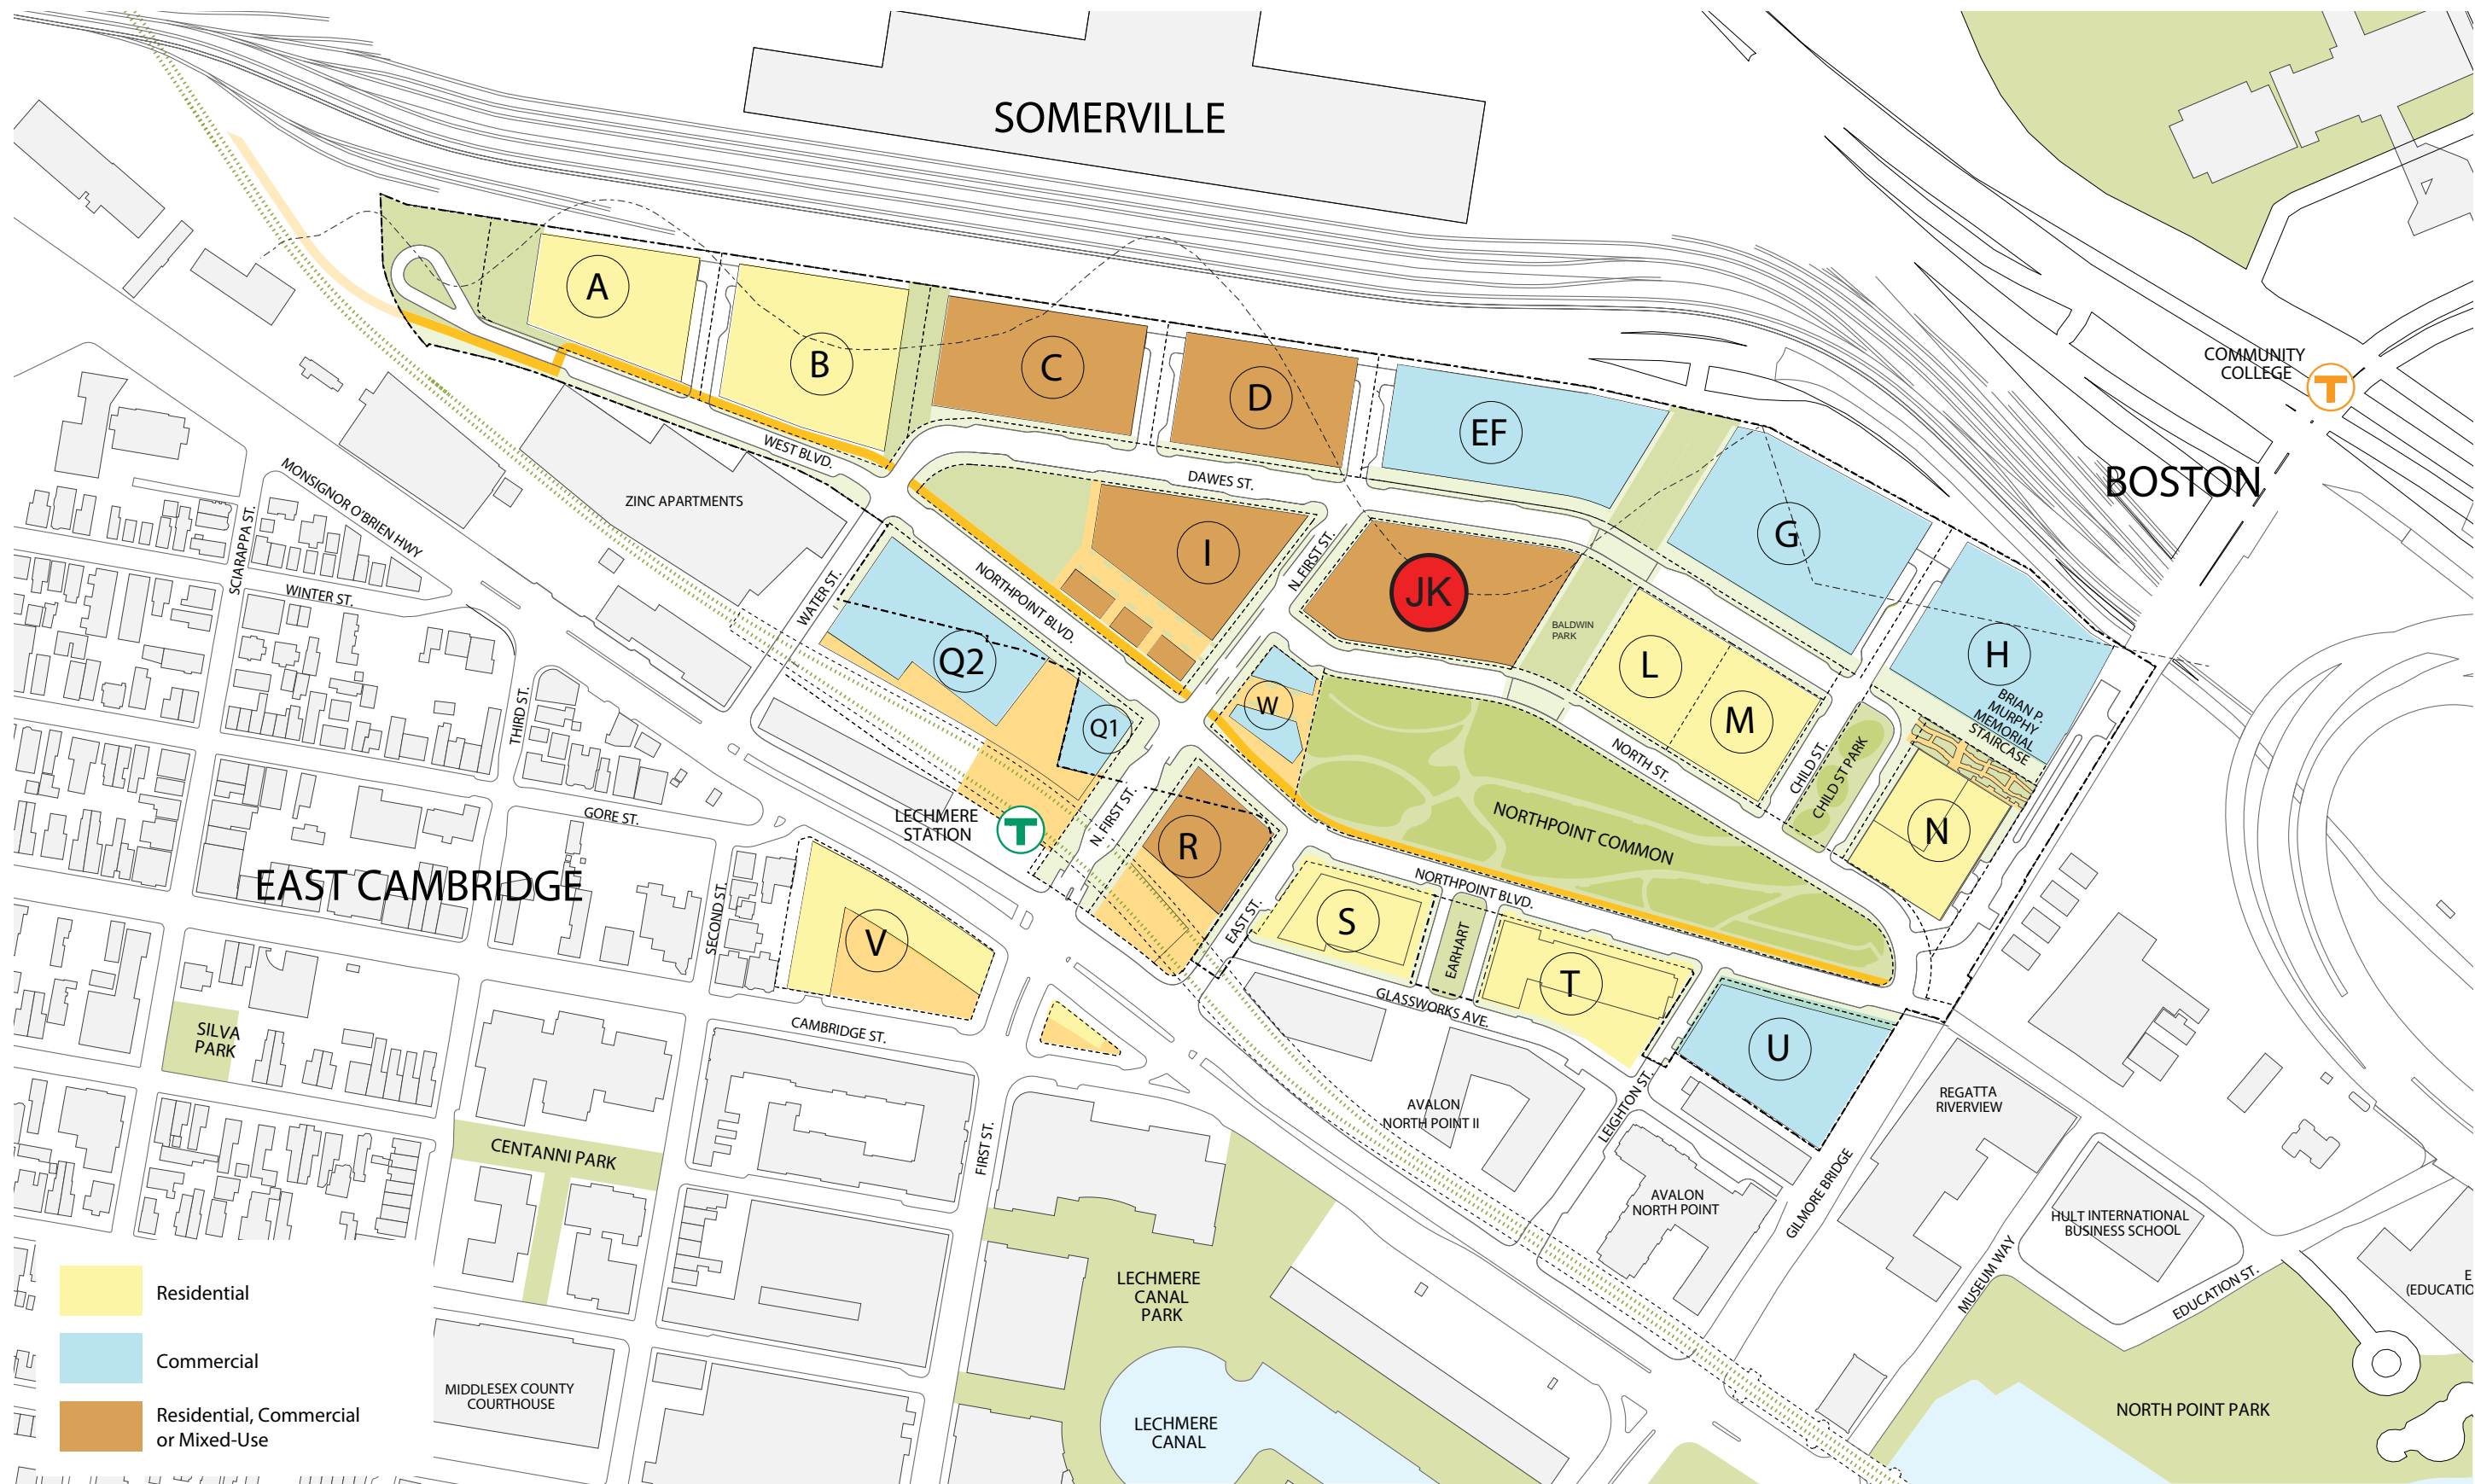 SOMERVILLE
A
B
C
D
EF
G
H
I
JK
L
M
N
Q2
Q1
W
R
S
T
U
V
COMMUNITY
COLLEGE
T
BOSTON
WEST BLVD.
DAWES ST.
ZINC APARTMENTS
MONSIGNOR O'BRIEN HWY
SCIARAPPA ST.
WINTER ST.
WATER ST.
NORTHPOINT BLVD.
N. FIRST ST.
BALDWIN
PARK
BRIAN P.
MURPHY
MEMORIAL
STAIRCASE
THIRD ST.
NORTH ST.
CHILD ST.
CHILD ST PARK
LECHMERE
STATION
T
N. FIRST ST.
GORE ST.
NORTHPOINT COMMON
EAST CAMBRIDGE
SECOND ST.
EAST ST.
NORTHPOINT BLVD.
EARHART
GLASSWORKS AVE.
CAMBRIDGE ST.
SILVA
PARK
LEIGHTON ST.
AVALON
NORTH POINT II
REGATTA
RIVERVIEW
CENTANNI PARK
FIRST ST.
AVALON
NORTH POINT
GILMORE BRIDGE
HULT INTERNATIONAL
BUSINESS SCHOOL
MUSEUM WAY
EDUCATION ST.
E
(EDUCATIO
LECHMERE
CANAL
PARK
LECHMERE
CANAL
MIDDLESEX COUNTY
COURTHOUSE
NORTH POINT PARK
Residential
Commercial
Residential, Commercial
or Mixed-Use